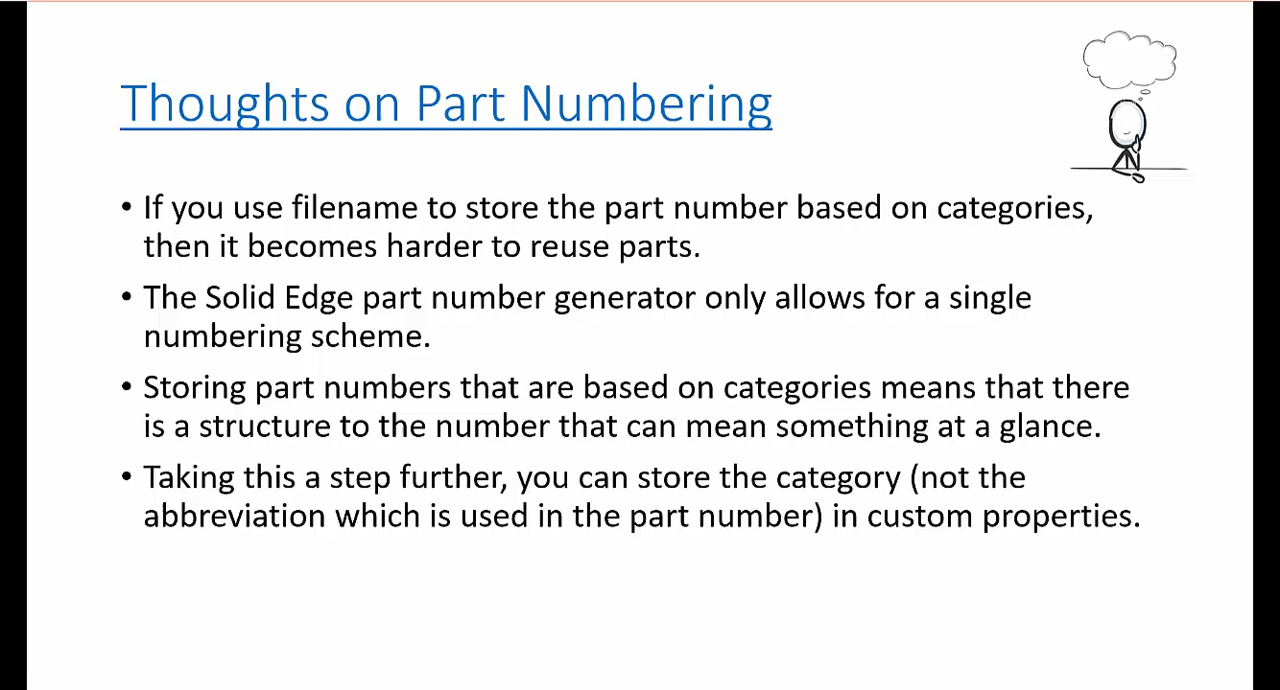 Thoughts on Part Numbering
• If you use filename to store the part number based on categories,
then it becomes harder to reuse parts.
• The Solid Edge part number generator only allows for a single
numbering scheme.
• Storing part numbers that are based on categories means that there
is a structure to the number that can mean something at a glance.
• Taking this a step further, you can store the category (not the
abbreviation which is used in the part number) in custom properties.